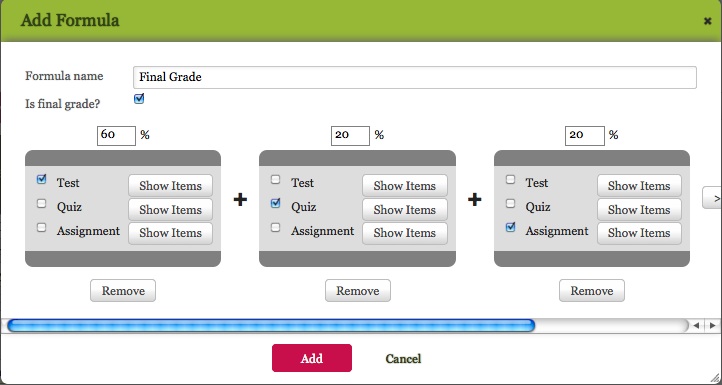 Add Formula
Formula name Final Grade
Is final grade?
60 % 20 % 20 %
Test Show Items Test Show Items Test Show Items
+ + >
Quiz Show Items Quiz Show Items Quiz Show Items
Assignment Show Items Assignment Show Items Assignment Show Items
Remove Remove Remove
Add Cancel